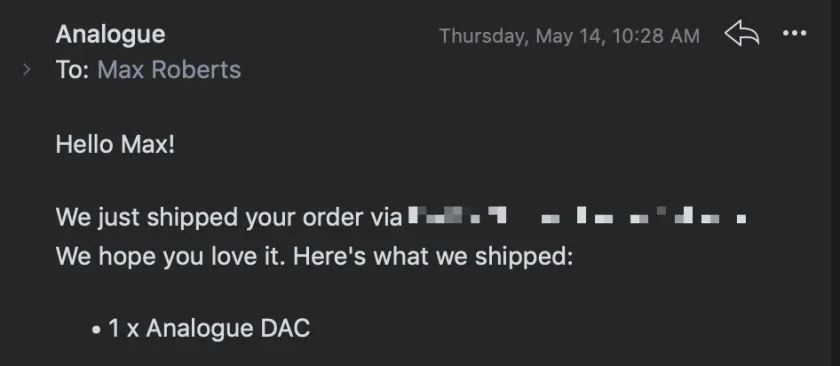 Analogue
Thursday, May 14, 10:28 AM
To: Max Roberts
Hello Max!
We just shipped your order via
We hope you love it. Here's what we shipped:
• 1 x Analogue DAC